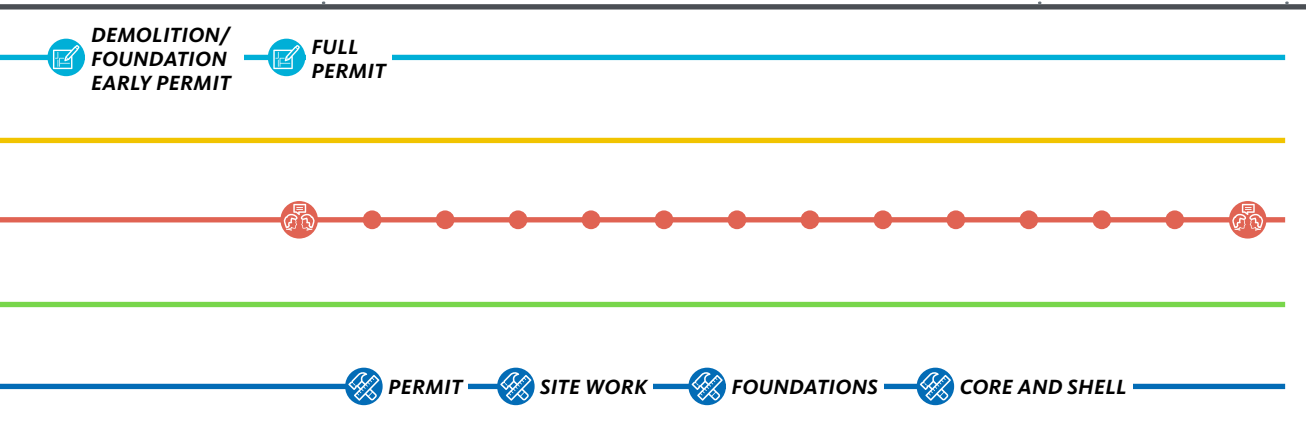 DEMOLITION/
FOUNDATION
EARLY PERMIT
FULL
PERMIT
PERMIT
SITE WORK
FOUNDATIONS
CORE AND SHELL